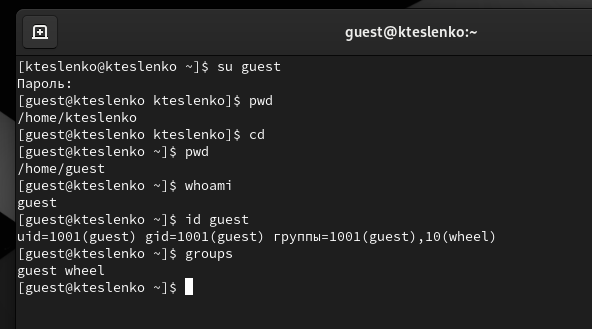 guest@kteslenko:~
[kteslenko@kteslenko ~]$ su guest
Пароль:
[guest@kteslenko kteslenko]$ pwd
/home/kteslenko
[guest@kteslenko kteslenko]$ cd
[guest@kteslenko ~]$ pwd
/home/guest
[guest@kteslenko ~]$ whoami
guest
[guest@kteslenko ~]$ id guest
uid=1001(guest) gid=1001(guest) группы=1001(guest),10(wheel)
[guest@kteslenko ~]$ groups
guest wheel
[guest@kteslenko ~]$